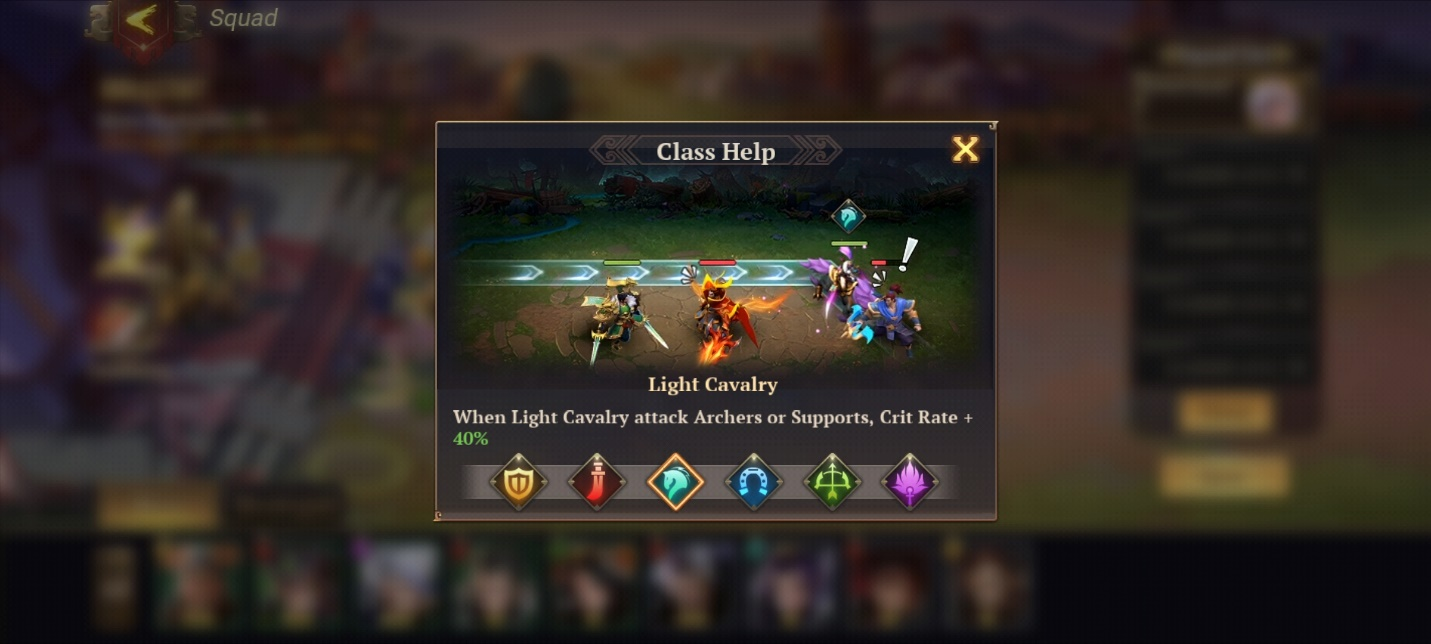 Squad
Class Help
Light Cavalry
When Light Cavalry attack Archers or Supports, Crit Rate +
40%